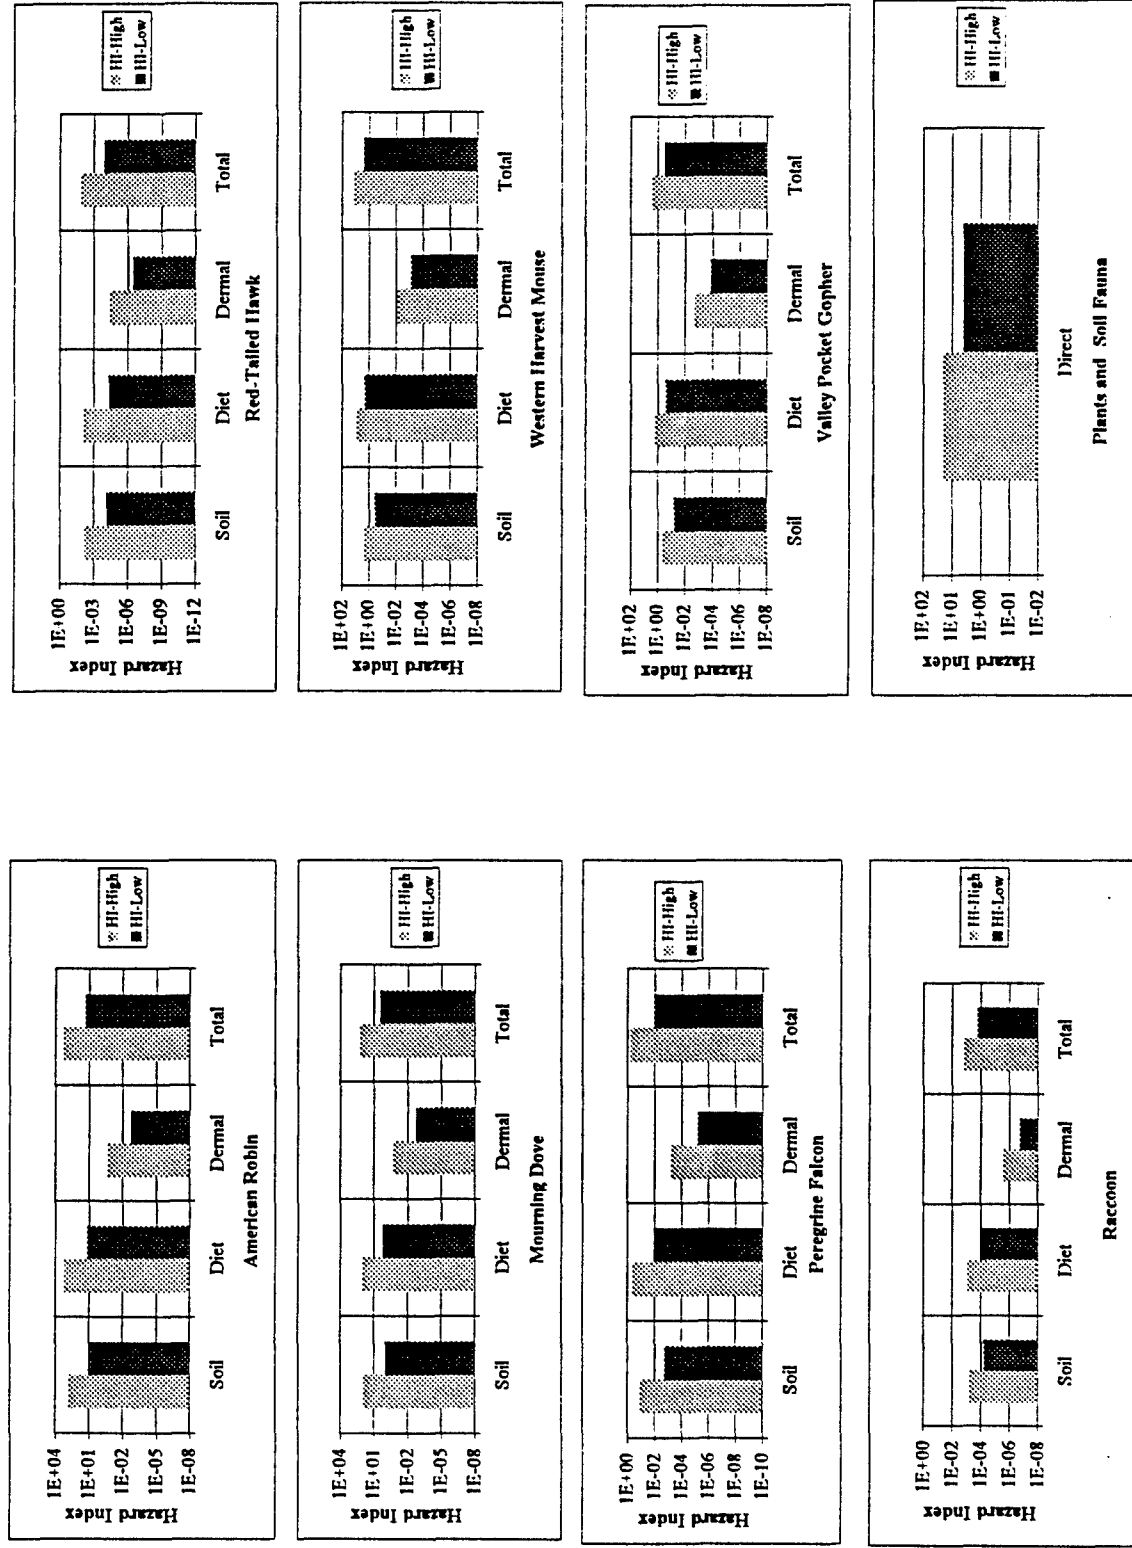 1E+04
1E+01
1E-02
1E-05
1E-08
Hazard Index
Soil
Diet
Dermal
Total
American Robin
HI-High
HI-Low
1E+00
1E-03
1E-06
1E-09
1E-12
Hazard Index
Soil
Diet
Dermal
Total
Red-Tailed Hawk
HI-High
HI-Low
1E+04
1E+01
1E-02
1E-05
1E-08
Hazard Index
Soil
Diet
Dermal
Total
Mourning Dove
HI-High
HI-Low
1E+02
1E+00
1E-02
1E-04
1E-06
1E-08
Hazard Index
Soil
Diet
Dermal
Total
Western Harvest Mouse
HI-High
HI-Low
1E+00
1E-02
1E-04
1E-06
1E-08
1E-10
Hazard Index
Soil
Diet
Dermal
Total
Peregrine Falcon
HI-High
HI-Low
1E+02
1E+00
1E-02
1E-04
1E-06
1E-08
Hazard Index
Soil
Diet
Dermal
Total
Valley Pocket Gopher
HI-High
HI-Low
1E+00
1E-02
1E-04
1E-06
1E-08
Hazard Index
Soil
Diet
Dermal
Total
Raccoon
HI-High
HI-Low
1E+02
1E+01
1E+00
1E-01
1E-02
Hazard Index
Direct
Plants and Soil Fauna
HI-High
HI-Low